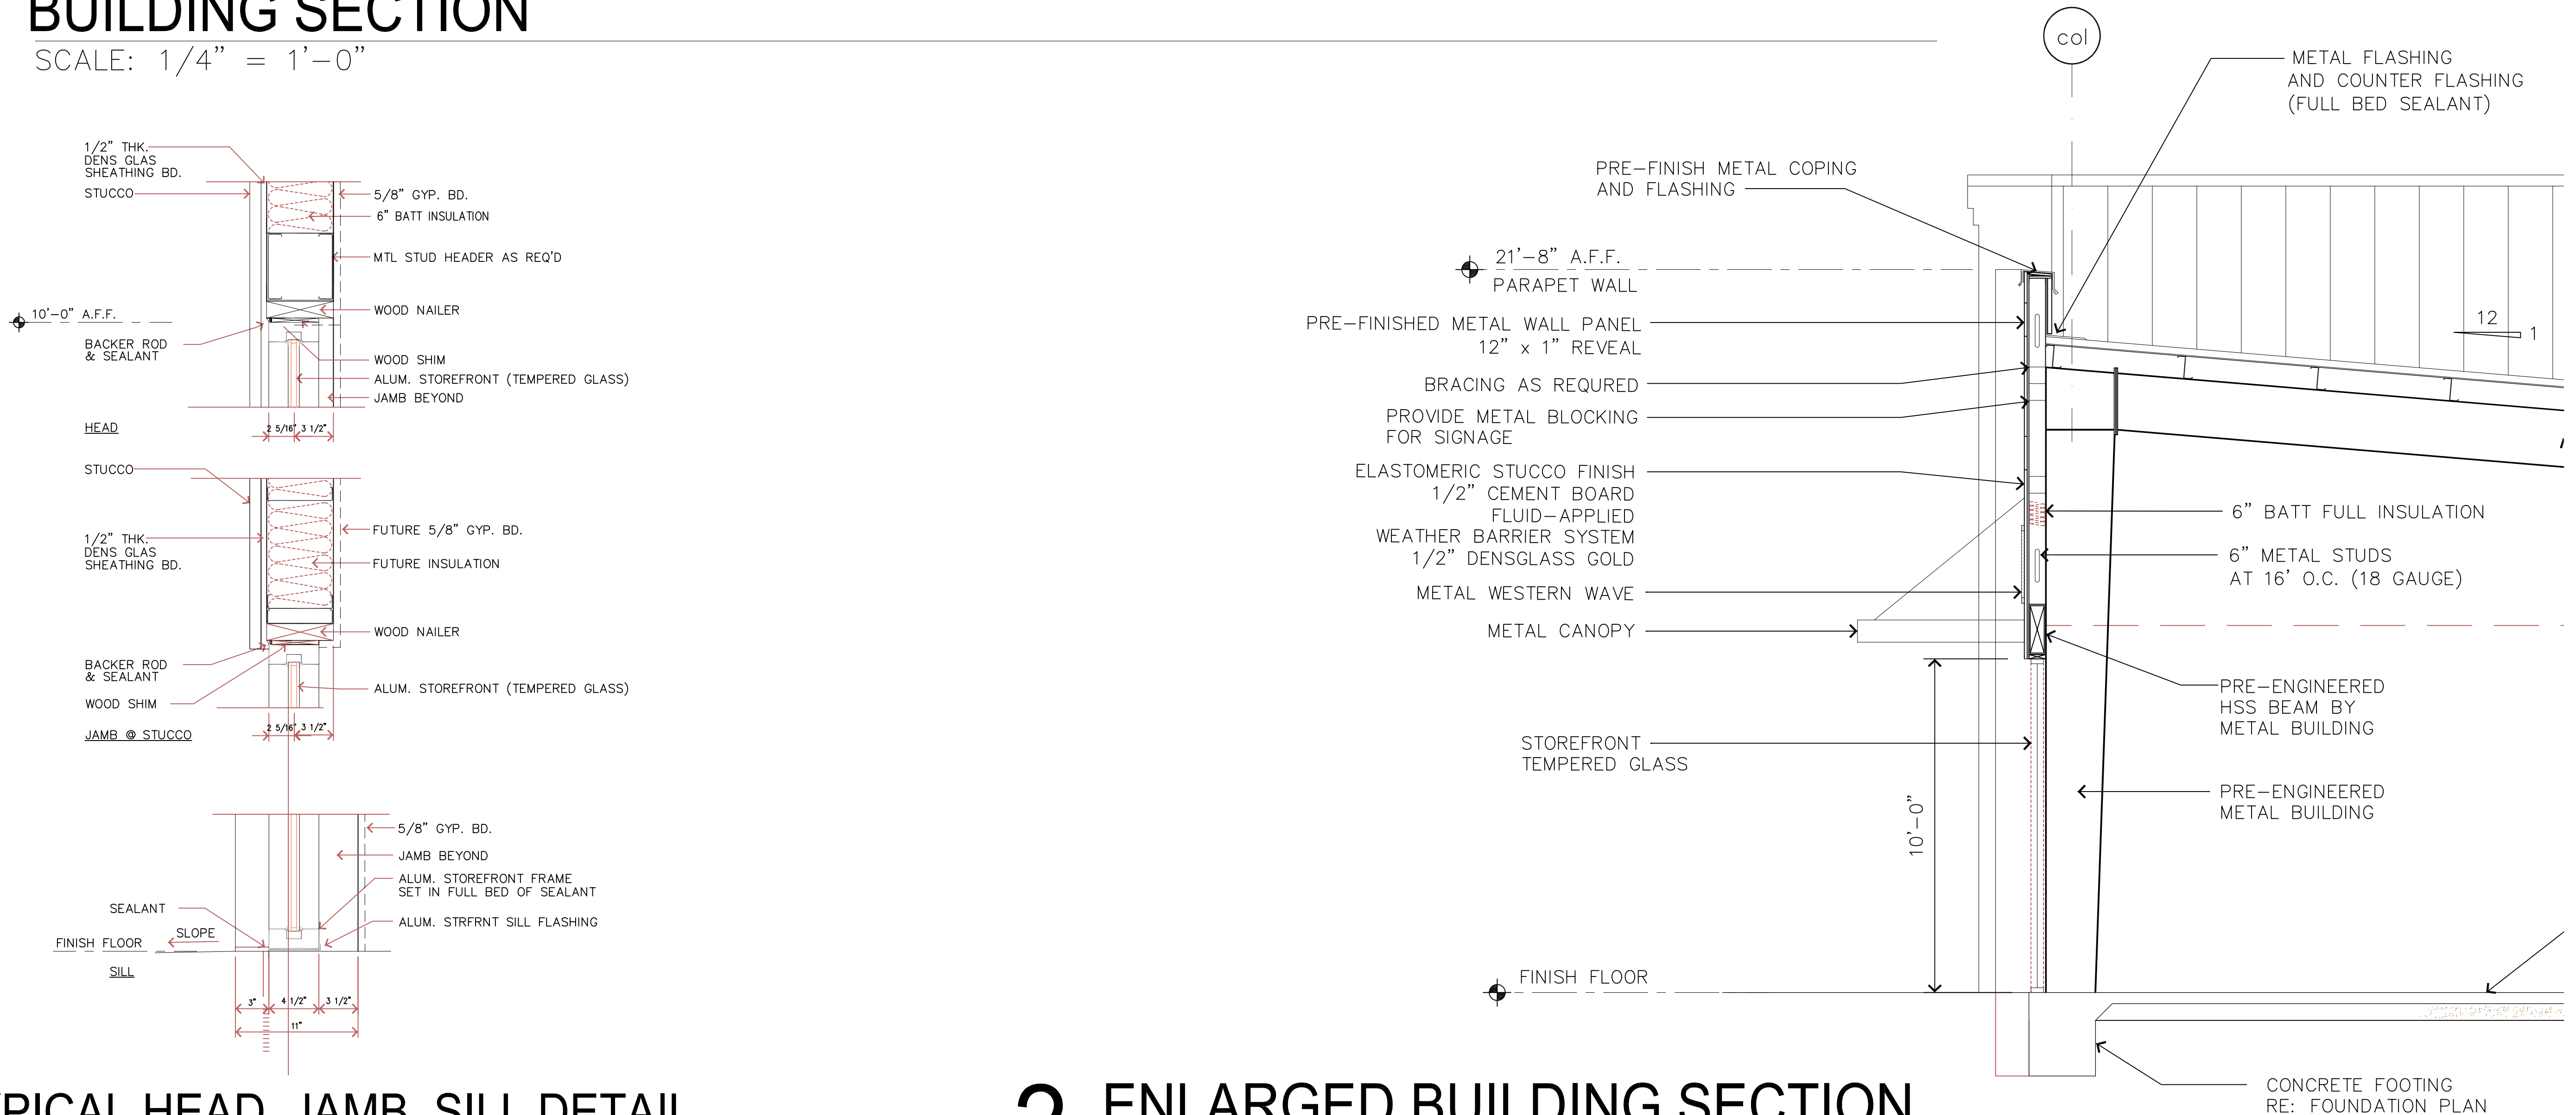 BUILDING SECTION
SCALE: 1/4" = 1'-0"
1/2" THK.
DENS GLAS
SHEATHING BD.
STUCCO
5/8" GYP. BD.
6" BATT INSULATION
MTL STUD HEADER AS REQ'D
WOOD NAILER
10'-0" A.F.F.
BACKER ROD
& SEALANT
WOOD SHIM
ALUM. STOREFRONT (TEMPERED GLASS)
JAMB BEYOND
HEAD
2 5/16" 3 1/2"
STUCCO
1/2" THK.
DENS GLAS
SHEATHING BD.
FUTURE 5/8" GYP. BD.
FUTURE INSULATION
WOOD NAILER
BACKER ROD
& SEALANT
WOOD SHIM
ALUM. STOREFRONT (TEMPERED GLASS)
JAMB @ STUCCO
2 5/16" 3 1/2"
5/8" GYP. BD.
JAMB BEYOND
ALUM. STOREFRONT FRAME
SET IN FULL BED OF SEALANT
SEALANT
ALUM. STRFRNT SILL FLASHING
SLOPE
FINISH FLOOR
SILL
3" 4 1/2" 3 1/2"
11"
PICAL HEAD, JAMB, SILL DETAIL
col
METAL FLASHING
AND COUNTER FLASHING
(FULL BED SEALANT)
PRE-FINISH METAL COPING
AND FLASHING
21'-8" A.F.F.
PARAPET WALL
PRE-FINISHED METAL WALL PANEL
12" x 1" REVEAL
12
1
BRACING AS REQURED
PROVIDE METAL BLOCKING
FOR SIGNAGE
ELASTOMERIC STUCCO FINISH
1/2" CEMENT BOARD
FLUID-APPLIED
WEATHER BARRIER SYSTEM
1/2" DENSGLASS GOLD
METAL WESTERN WAVE
METAL CANOPY
6" BATT FULL INSULATION
6" METAL STUDS
AT 16' O.C. (18 GAUGE)
PRE-ENGINEERED
HSS BEAM BY
METAL BUILDING
STOREFRONT
TEMPERED GLASS
10'-0"
PRE-ENGINEERED
METAL BUILDING
FINISH FLOOR
CONCRETE FOOTING
RE: FOUNDATION PLAN
ENLARGED BUILDING SECTION